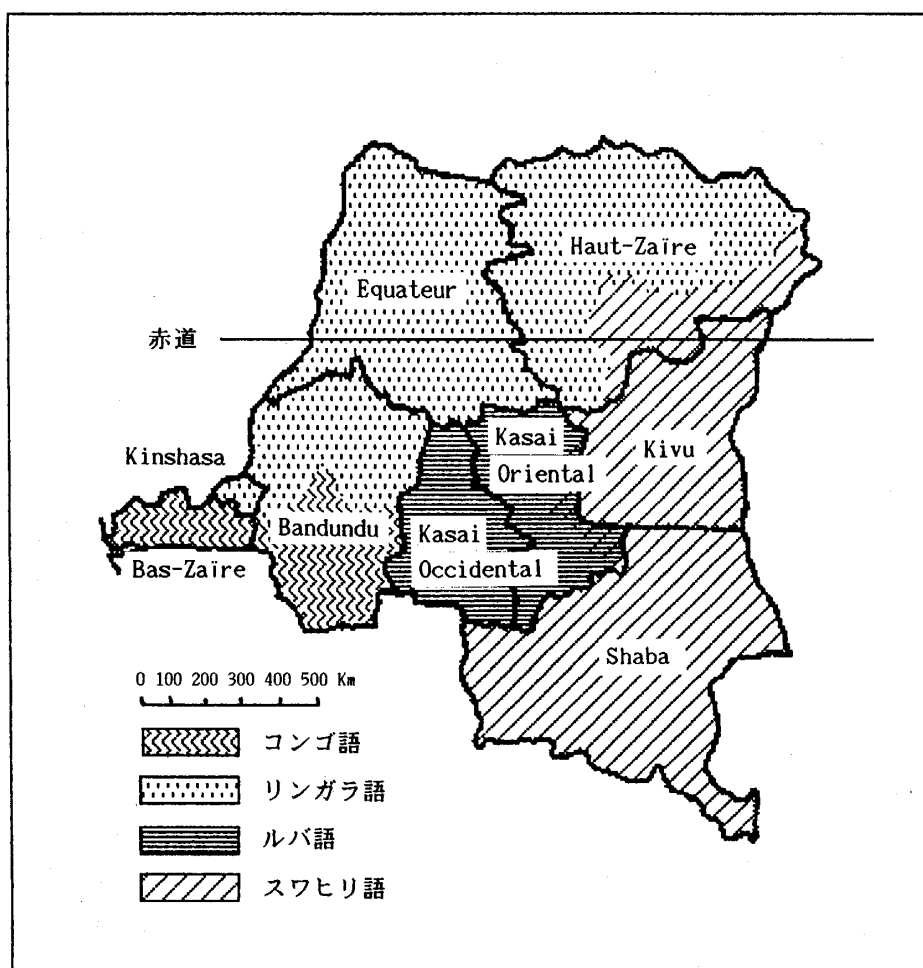 Haut-Zaïre
Equateur
赤道
Kasai
Oriental
Kivu
Kinshasa
Bandundu
Kasai
Occidental
Bas-Zaïre
Shaba
0 100 200 300 400 500 Km
コンゴ語
リンガラ語
ルバ語
スワヒリ語